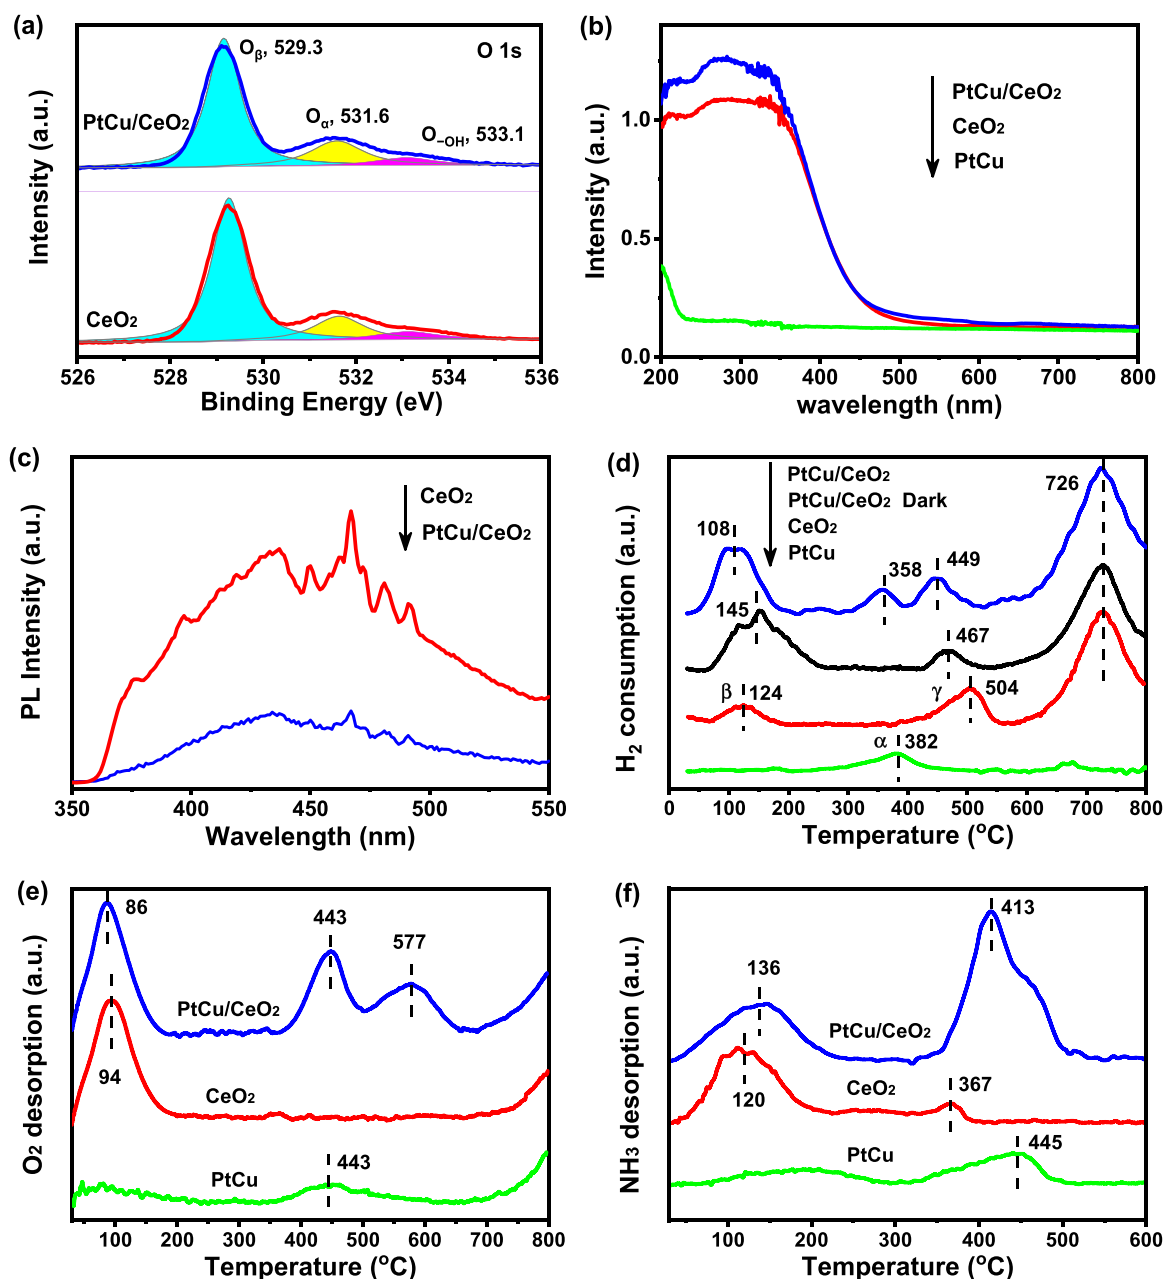 (a)
O 1s
Oβ, 529.3
PtCu/CeO2
Oα, 531.6
O–OH, 533.1
CeO2
Intensity (a.u.)
526 528 530 532 534 536
Binding Energy (eV)
(b)
PtCu/CeO2
CeO2
PtCu
Intensity (a.u.)
1.0
0.5
0.0
200 300 400 500 600 700 800
wavelength (nm)
(c)
CeO2
PtCu/CeO2
PL Intensity (a.u.)
350 400 450 500 550
Wavelength (nm)
(d)
PtCu/CeO2
PtCu/CeO2 Dark
CeO2
PtCu
108
358
449
726
145
467
β 124
γ 504
α 382
H2 consumption (a.u.)
0 100 200 300 400 500 600 700 800
Temperature (oC)
(e)
86
443
577
PtCu/CeO2
94
CeO2
PtCu
443
O2 desorption (a.u.)
100 200 300 400 500 600 700 800
Temperature (oC)
(f)
413
136
PtCu/CeO2
120
CeO2
367
PtCu
445
NH3 desorption (a.u.)
100 200 300 400 500 600
Temperature (oC)